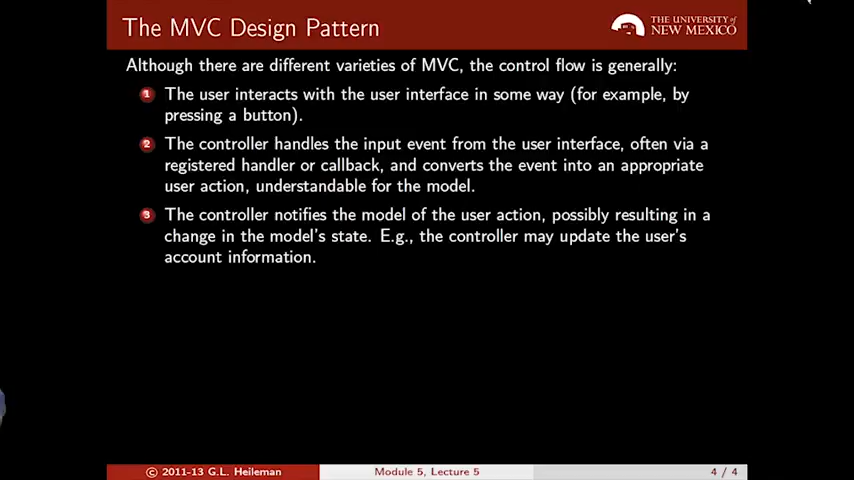 The MVC Design Pattern
THE UNIVERSITY of
NEW MEXICO
Although there are different varieties of MVC, the control flow is generally:
1 The user interacts with the user interface in some way (for example, by
pressing a button).
2 The controller handles the input event from the user interface, often via a
registered handler or callback, and converts the event into an appropriate
user action, understandable for the model.
3 The controller notifies the model of the user action, possibly resulting in a
change in the model's state. E.g., the controller may update the user's
account information.
© 2011-13 G.L. Heileman
Module 5, Lecture 5
4 / 4